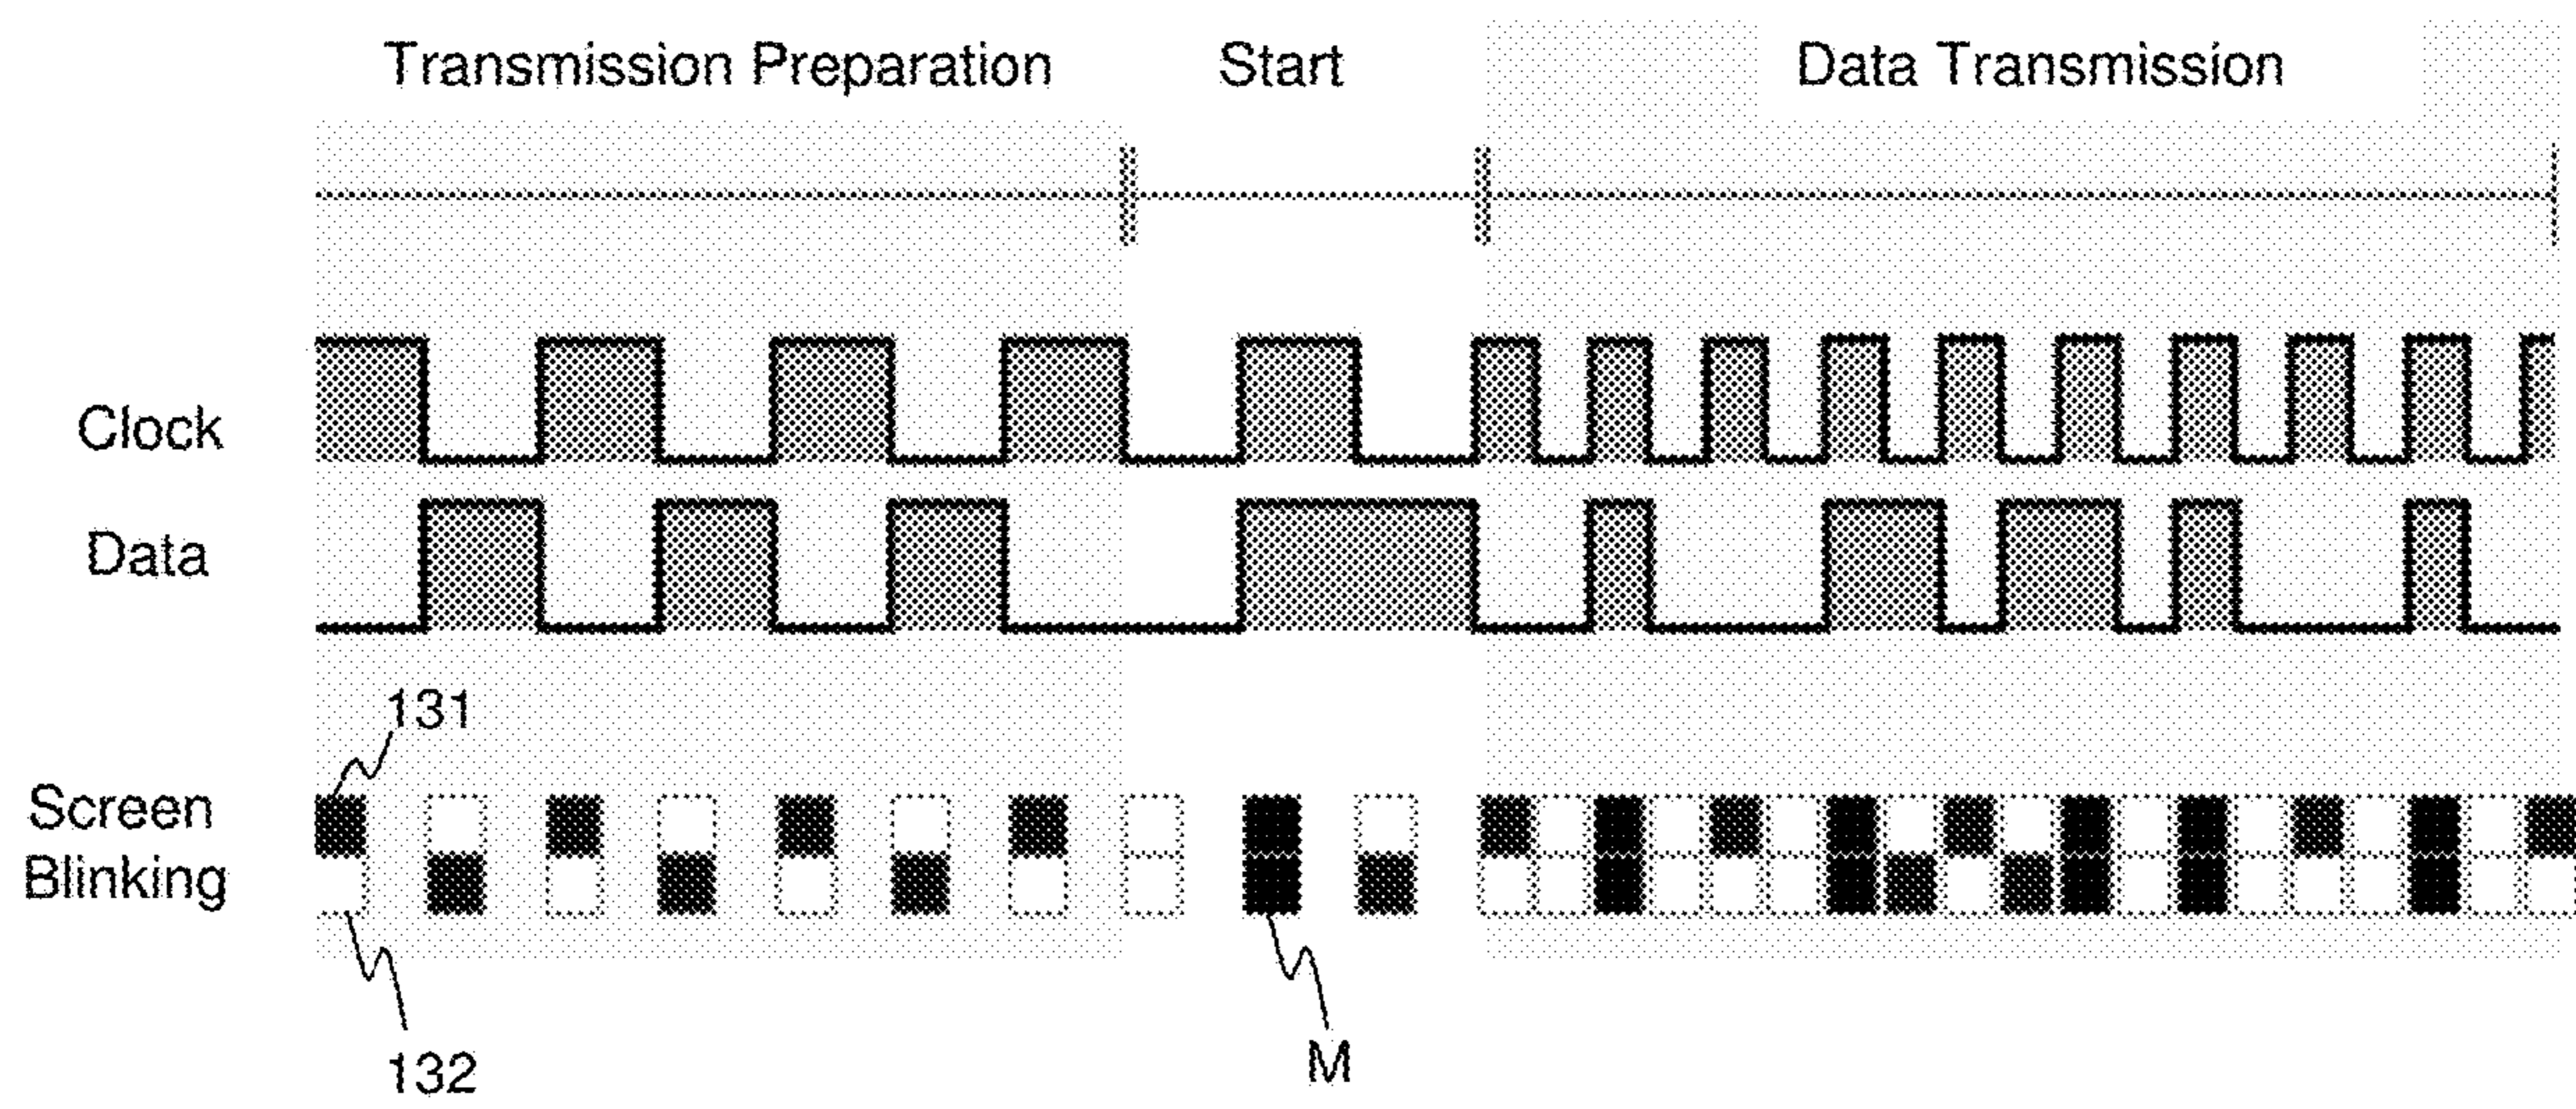 Transmission Preparation Start Data Transmission
Clock
Data
131
Screen
Blinking
132
M